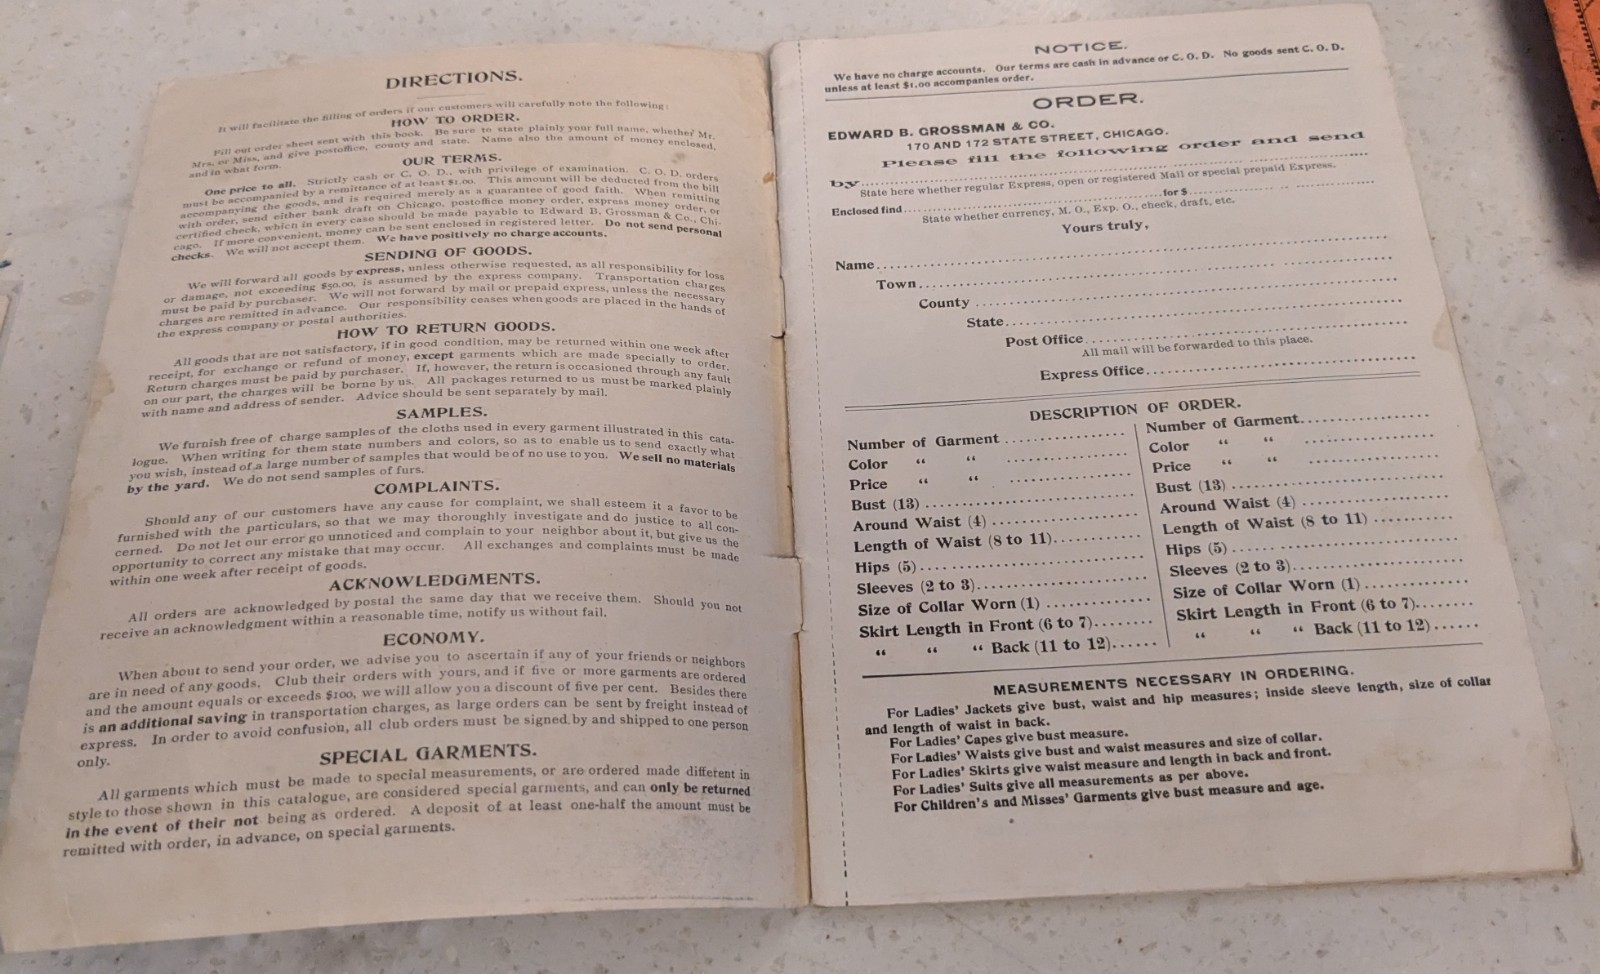 DIRECTIONS.
It will facilitate the filling of orders if our customers will carefully note the following:
HOW TO ORDER.
Fill out order sheet sent with this book. Be sure to state plainly your full name, whether Mr.
Mrs. or Miss, and give postoffice, county and state. Name also the amount of money enclosed,
and in what form.
OUR TERMS.
One price to all. Strictly cash or C. O. D., with privilege of examination. C. O. D. orders
must be accompanied by a remittance of at least $1.00. This amount will be deducted from the bill
accompanying the goods, and is required merely as a guarantee of good faith. When remitting
with order, send either bank draft on Chicago, postoffice money order, express money order, or
certified check, which in every case should be made payable to Edward B. Grossman & Co., Chi-
cago. If more convenient, money can be sent enclosed in registered letter. Do not send personal
checks. We will not accept them. We have positively no charge accounts.
SENDING OF GOODS.
We will forward all goods by express, unless otherwise requested, as all responsibility for loss
or damage, not exceeding $50.00, is assumed by the express company. Transportation charges
must be paid by purchaser. We will not forward by mail or prepaid express, unless the necessary
charges are remitted in advance. Our responsibility ceases when goods are placed in the hands of
the express company or postal authorities.
HOW TO RETURN GOODS.
All goods that are not satisfactory, if in good condition, may be returned within one week after
receipt, for exchange or refund of money, except garments which are made specially to order.
Return charges must be paid by purchaser. If, however, the return is occasioned through any fault
on our part, the charges will be borne by us. All packages returned to us must be marked plainly
with name and address of sender. Advice should be sent separately by mail.
SAMPLES.
We furnish free of charge samples of the cloths used in every garment illustrated in this cata-
logue. When writing for them state numbers and colors, so as to enable us to send exactly what
you wish, instead of a large number of samples that would be of no use to you. We sell no materials
by the yard. We do not send samples of furs.
COMPLAINTS.
Should any of our customers have any cause for complaint, we shall esteem it a favor to be
furnished with the particulars, so that we may thoroughly investigate and do justice to all con-
cerned. Do not let our error go unnoticed and complain to your neighbor about it, but give us the
opportunity to correct any mistake that may occur. All exchanges and complaints must be made
within one week after receipt of goods.
ACKNOWLEDGMENTS.
All orders are acknowledged by postal the same day that we receive them. Should you not
receive an acknowledgment within a reasonable time, notify us without fail.
ECONOMY.
When about to send your order, we advise you to ascertain if any of your friends or neighbors
are in need of any goods. Club their orders with yours, and if five or more garments are ordered
and the amount equals or exceeds $100, we will allow you a discount of five per cent. Besides there
is an additional saving in transportation charges, as large orders can be sent by freight instead of
express. In order to avoid confusion, all club orders must be signed by and shipped to one person
only.
SPECIAL GARMENTS.
All garments which must be made to special measurements, or are ordered made different in
style to those shown in this catalogue, are considered special garments, and can only be returned
in the event of their not being as ordered. A deposit of at least one-half the amount must be
remitted with order, in advance, on special garments.
NOTICE.
We have no charge accounts. Our terms are cash in advance or C. O. D. No goods sent C. O. D.
unless at least $1.00 accompanies order.
ORDER.
EDWARD B. GROSSMAN & CO.
170 AND 172 STATE STREET, CHICAGO.
Please fill the following order and send
by..........
State here whether regular Express, open or registered Mail or special prepaid Express.
Enclosed find..........for $..........
State whether currency, M. O., Exp. O., check, draft, etc.
Yours truly,
Name..........
Town..........
County..........
State..........
Post Office..........
All mail will be forwarded to this place.
Express Office..........
DESCRIPTION OF ORDER.
Number of Garment..........
Color " " ..........
Price " " ..........
Bust (13)..........
Around Waist (4)..........
Length of Waist (8 to 11)..........
Hips (5)..........
Sleeves (2 to 3)..........
Size of Collar Worn (1)..........
Skirt Length in Front (6 to 7)........
" " " Back (11 to 12)......
Number of Garment..........
Color " " ..........
Price " " ..........
Bust (13)..........
Around Waist (4)..........
Length of Waist (8 to 11)..........
Hips (5)..........
Sleeves (2 to 3)..........
Size of Collar Worn (1)..........
Skirt Length in Front (6 to 7)........
" " " Back (11 to 12)......
MEASUREMENTS NECESSARY IN ORDERING.
For Ladies' Jackets give bust, waist and hip measures; inside sleeve length, size of collar
and length of waist in back.
For Ladies' Capes give bust measure.
For Ladies' Waists give bust and waist measures and size of collar.
For Ladies' Skirts give waist measure and length in back and front.
For Ladies' Suits give all measurements as per above.
For Children's and Misses' Garments give bust measure and age.